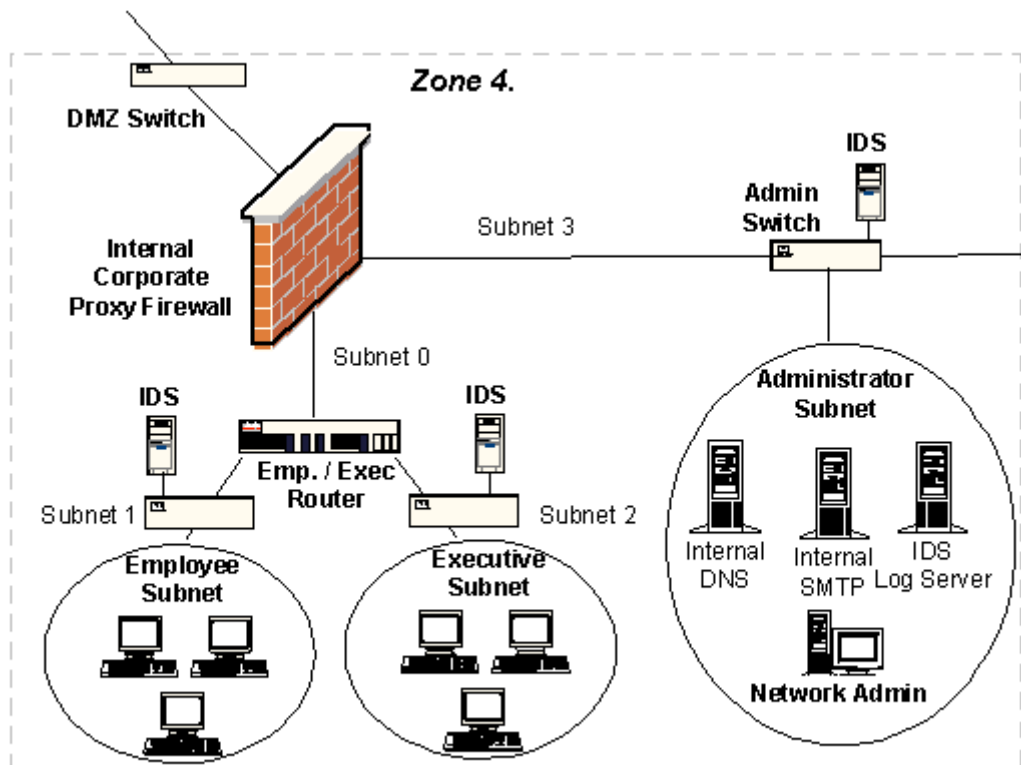 Zone 4.
DMZ Switch
IDS
Admin
Switch
Subnet 3
Internal
Corporate
Proxy Firewall
Subnet 0
IDS
IDS
Emp. / Exec
Router
Subnet 1
Subnet 2
Employee
Subnet
Executive
Subnet
Administrator
Subnet
Internal
DNS
Internal
SMTP
IDS
Log Server
Network Admin